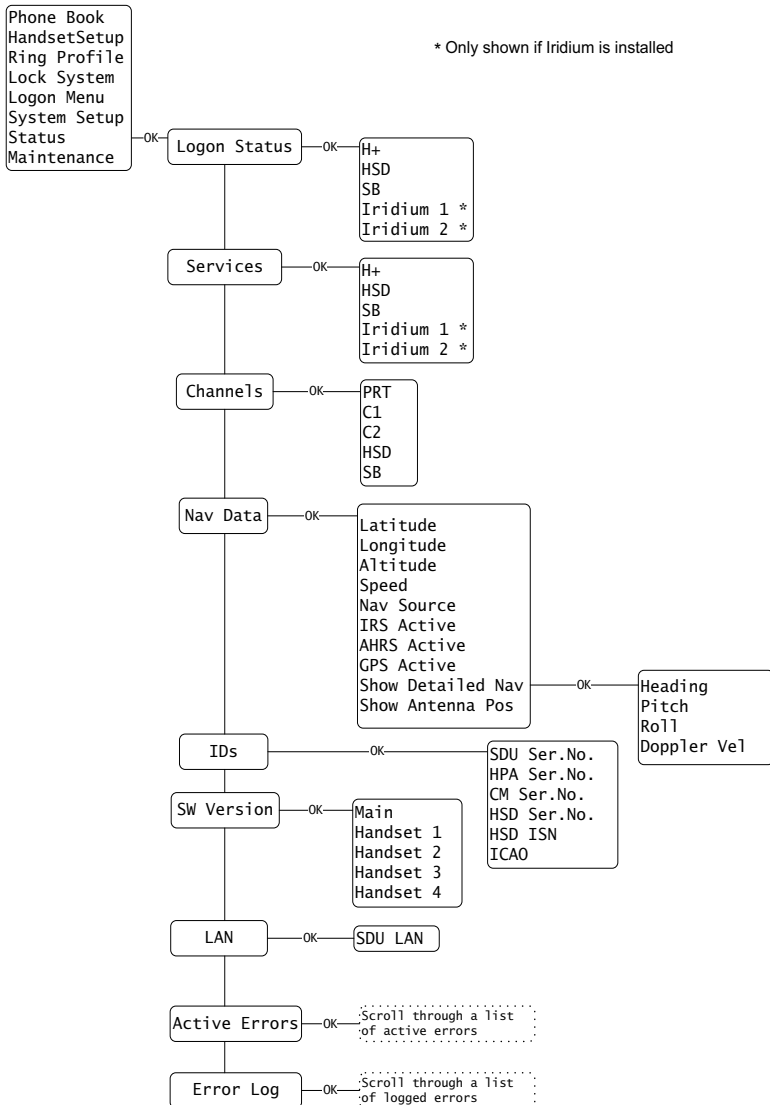 Phone Book
HandsetSetup
Ring Profile
Lock System
Logon Menu
System Setup
Status
Maintenance
* Only shown if Iridium is installed
OK
Logon Status
OK
H+
HSD
SB
Iridium 1 *
Iridium 2 *
Services
OK
H+
HSD
SB
Iridium 1 *
Iridium 2 *
Channels
OK
PRT
C1
C2
HSD
SB
Nav Data
OK
Latitude
Longitude
Altitude
Speed
Nav Source
IRS Active
AHRS Active
GPS Active
Show Detailed Nav
Show Antenna Pos
OK
Heading
Pitch
Roll
Doppler Vel
IDs
OK
SDU Ser.No.
HPA Ser.No.
CM Ser.No.
HSD Ser.No.
HSD ISN
ICAO
SW Version
OK
Main
Handset 1
Handset 2
Handset 3
Handset 4
LAN
OK
SDU LAN
Active Errors
OK
Scroll through a list
of active errors
Error Log
OK
Scroll through a list
of logged errors